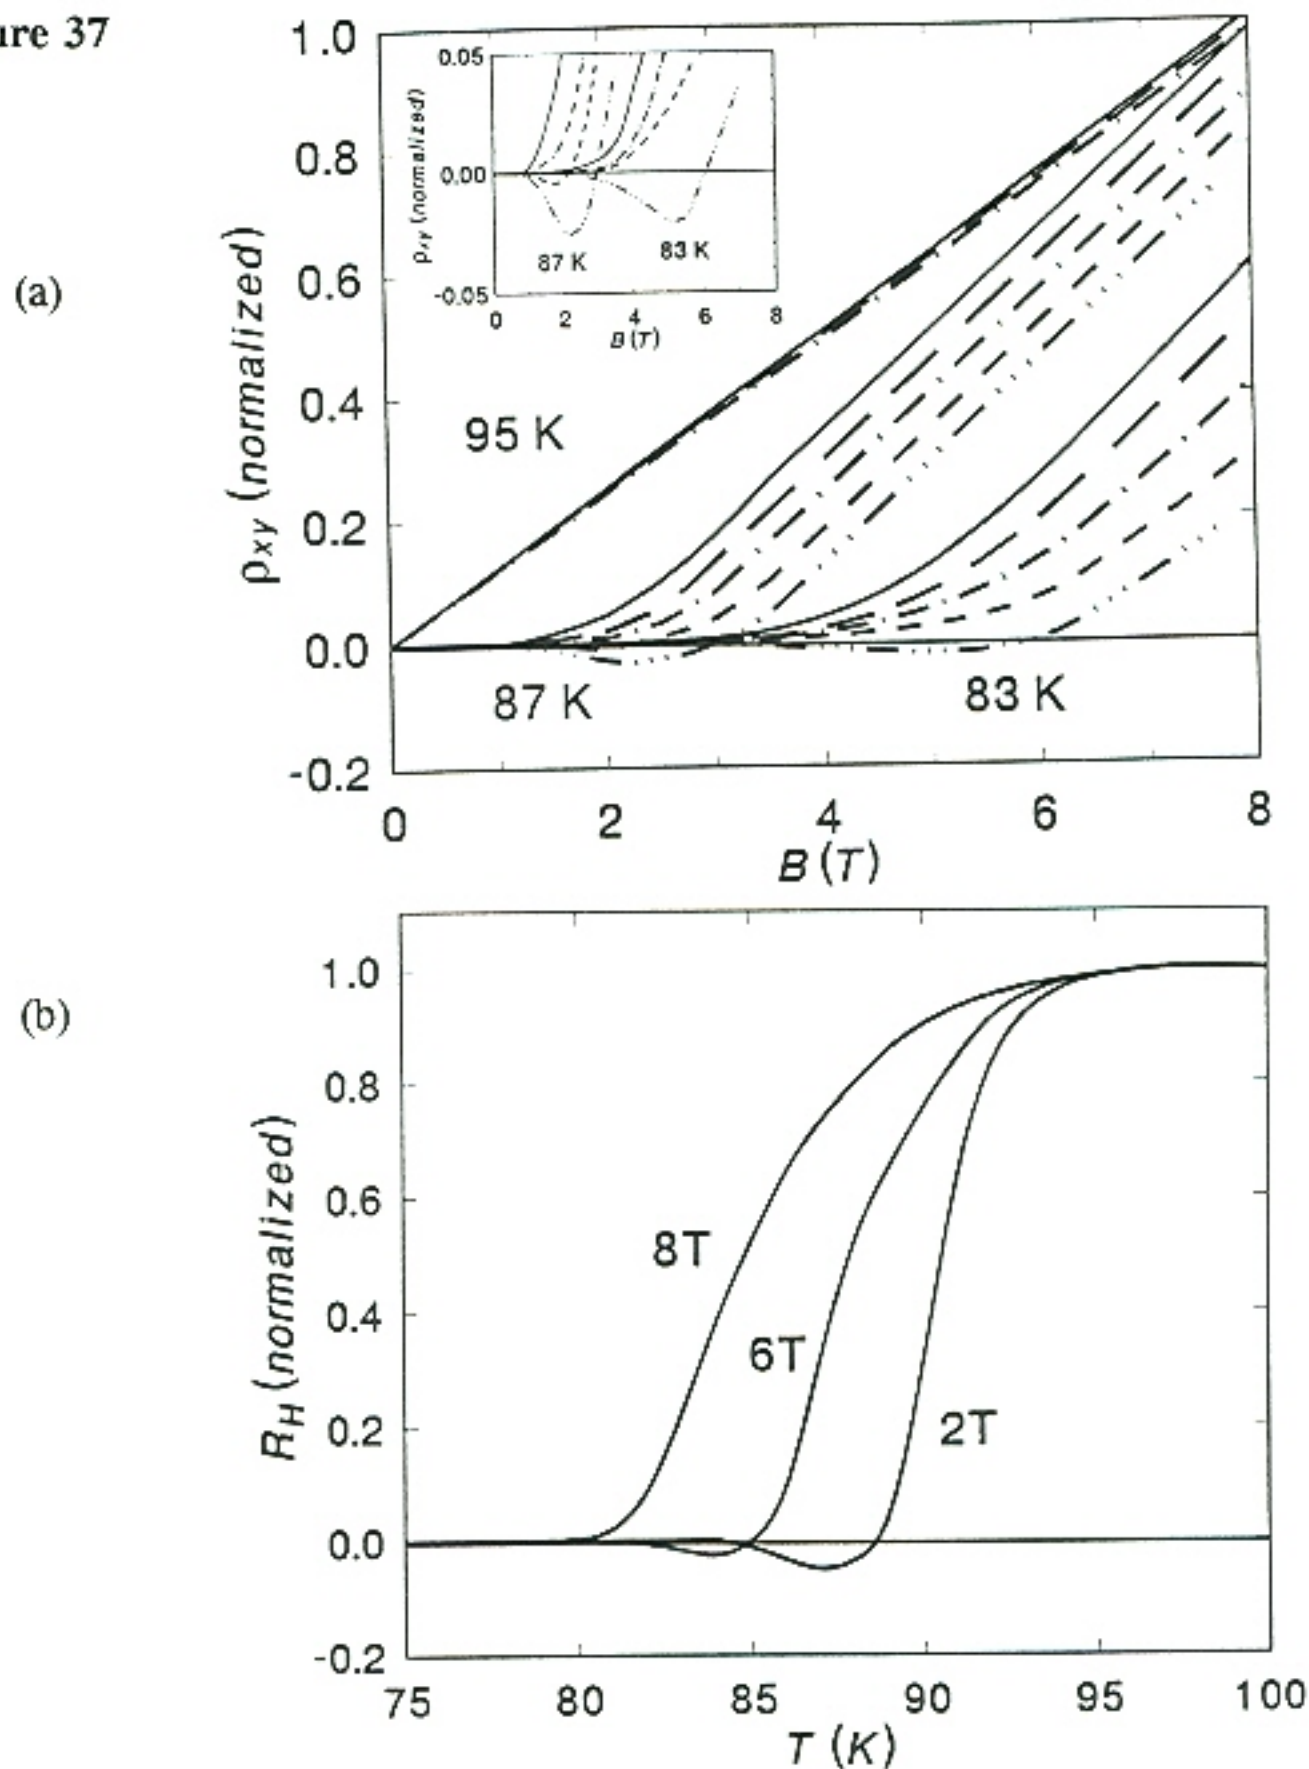 ure 37
(a)
ρxy (normalized)
1.0
0.8
0.6
0.4
0.2
0.0
-0.2
0 2 4 6 8
B (T)
95 K
87 K
83 K
ρxy (normalized)
0.05
0.00
-0.05
0 2 4 6 8
B (T)
87 K
83 K
(b)
RH (normalized)
1.0
0.8
0.6
0.4
0.2
0.0
-0.2
75 80 85 90 95 100
T (K)
8T
6T
2T